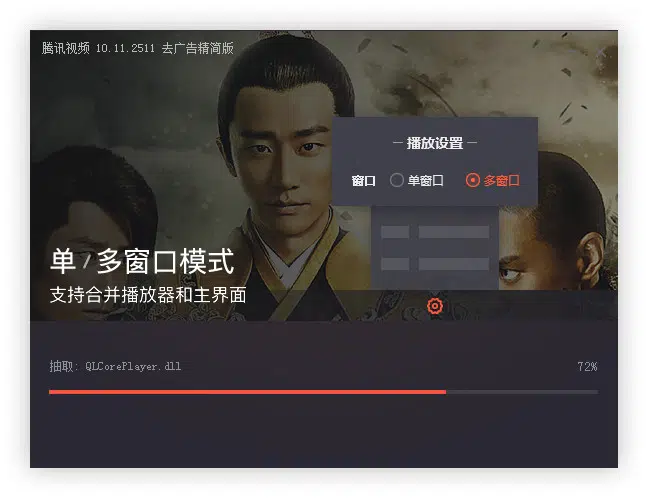 腾讯视频 10.11.2511 去广告精简版
— 播放设置 —
窗口 单窗口 多窗口
单 / 多窗口模式
支持合并播放器和主界面
抽取: QLCorePlayer.dll 72%